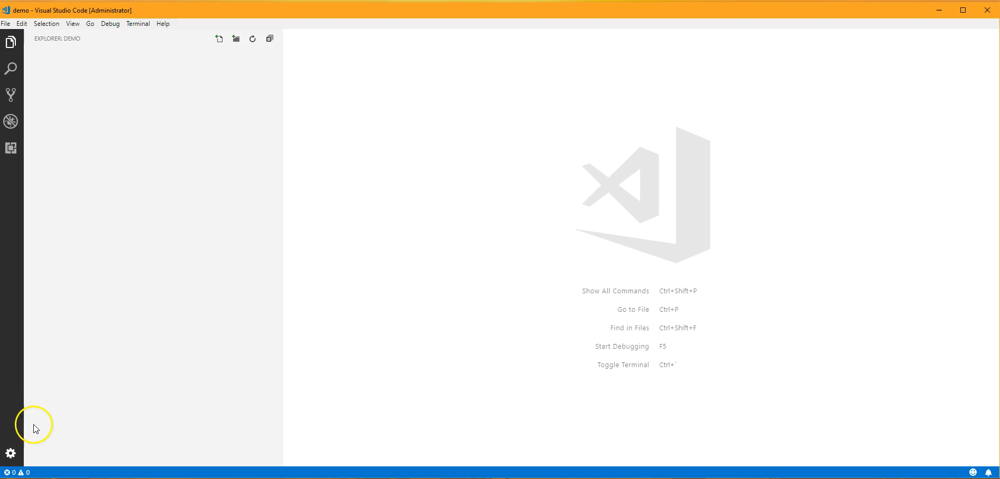 demo - Visual Studio Code [Administrator]
File Edit Selection View Go Debug Terminal Help
EXPLORER: DEMO
Show All Commands Ctrl+Shift+P
Go to File Ctrl+P
Find in Files Ctrl+Shift+F
Start Debugging F5
Toggle Terminal Ctrl+`
0 0